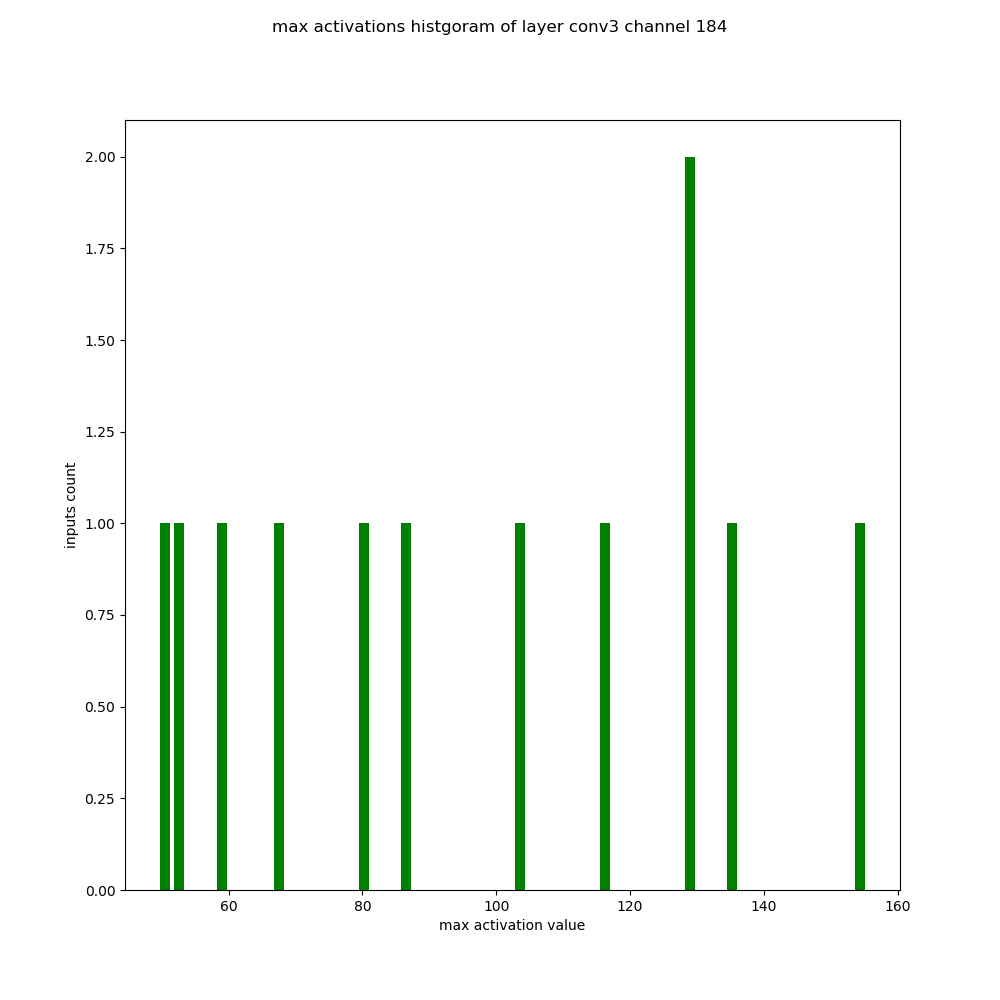 max activations histgoram of layer conv3 channel 184
2.00
1.75
1.50
1.25
1.00
0.75
0.50
0.25
0.00
inputs count
60 80 100 120 140 160
max activation value